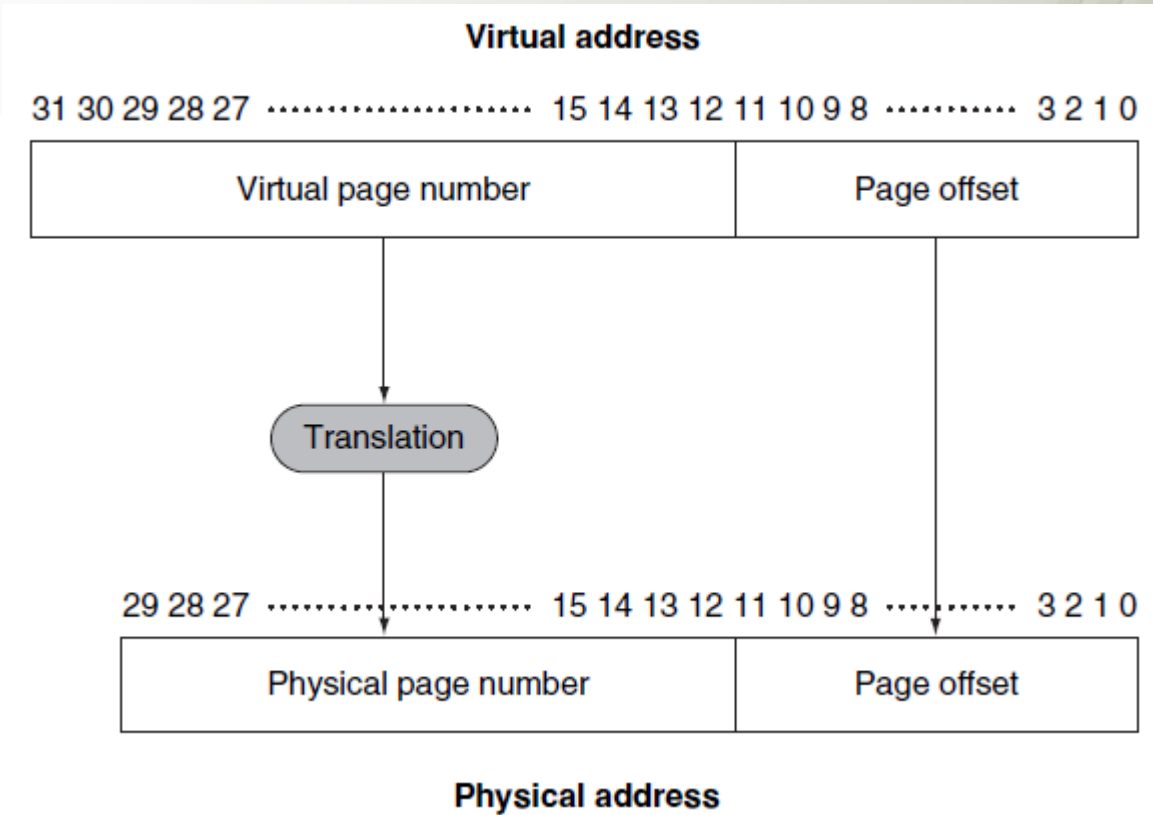 Virtual address
31 30 29 28 27 ........................ 15 14 13 12 11 10 9 8 ........... 3 2 1 0
Virtual page number Page offset
Translation
29 28 27 ........................ 15 14 13 12 11 10 9 8 ........... 3 2 1 0
Physical page number Page offset
Physical address